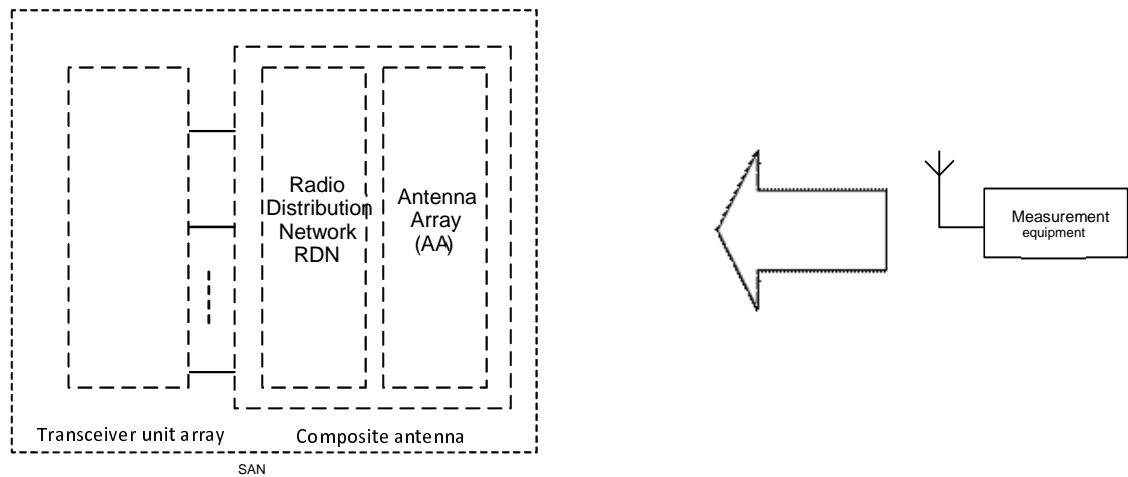 Radio
Distribution
Network
RDN
Antenna
Array
(AA)
Measurement
equipment
Transceiver unit array
Composite antenna
SAN